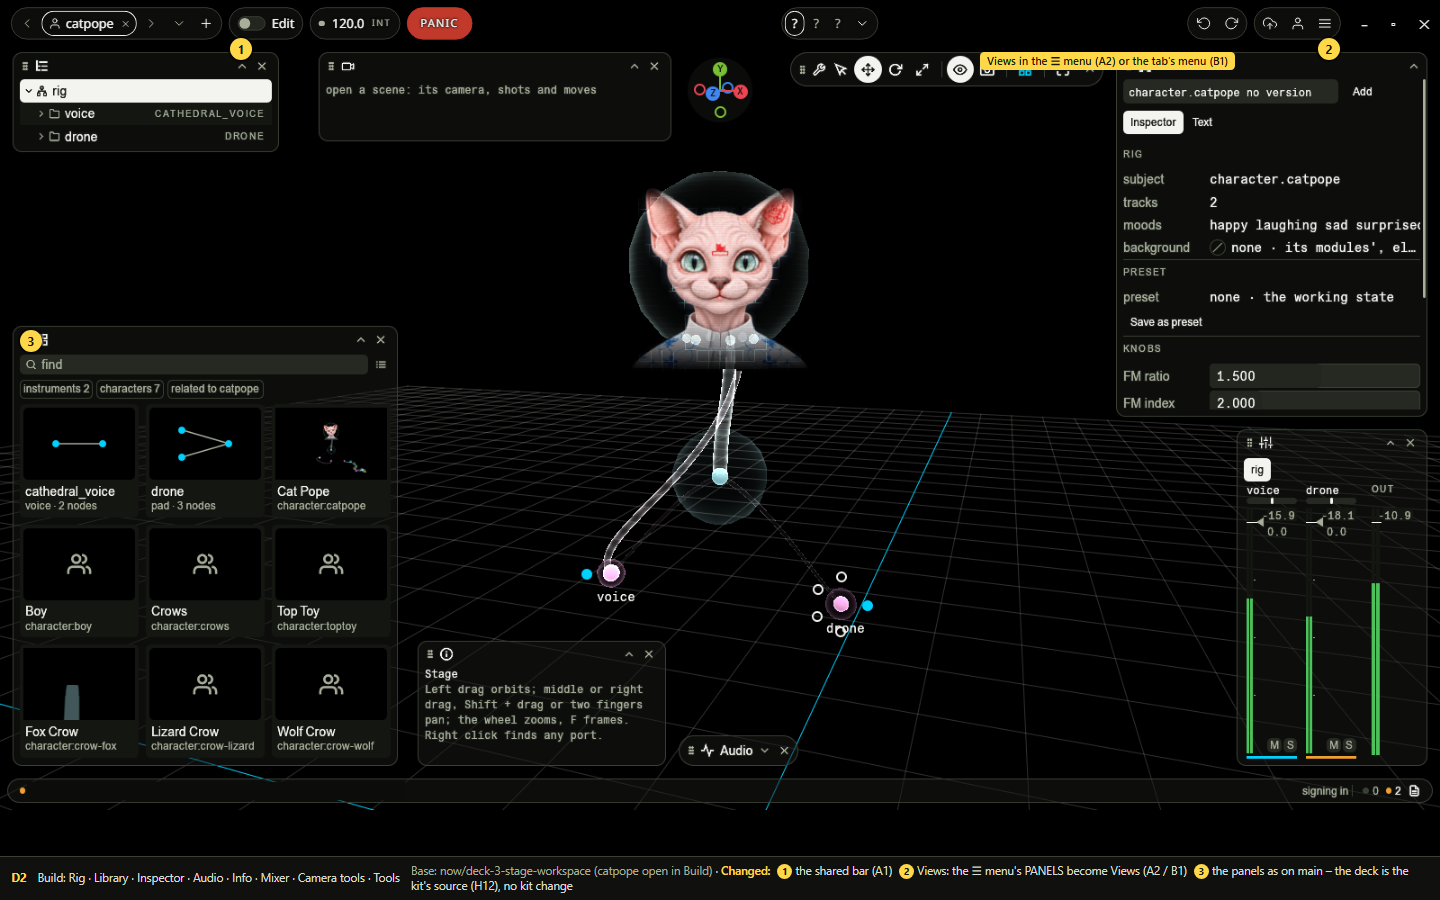 catpope
Edit
120.0 INT
PANIC
? ? ?
1
2
Views in the ☰ menu (A2) or the tab's menu (B1)
rig
voice CATHEDRAL_VOICE
drone DRONE
open a scene: its camera, shots and moves
Y
Z
X
character.catpope no version
Add
Inspector Text
RIG
subject character.catpope
tracks 2
moods happy laughing sad surprised
background none · its modules', el...
PRESET
preset none · the working state
Save as preset
KNOBS
FM ratio 1.500
FM index 2.000
3
find
instruments 2 characters 7 related to catpope
cathedral_voice
voice · 2 nodes
drone
pad · 3 nodes
Cat Pope
character:catpope
Boy
character:boy
Crows
character:crows
Top Toy
character:toptoy
Fox Crow
character:crow-fox
Lizard Crow
character:crow-lizard
Wolf Crow
character:crow-wolf
voice
drone
Stage
Left drag orbits; middle or right
drag, Shift + drag or two fingers
pan; the wheel zooms, F frames.
Right click finds any port.
Audio
rig
voice drone OUT
-15.9 -18.1 -10.9
0.0 0.0
M S M S
signing in 0 2
D2 Build: Rig · Library · Inspector · Audio · Info · Mixer · Camera tools · Tools
Base: now/deck-3-stage-workspace (catpope open in Build) · Changed: 1 the shared bar (A1) 2 Views: the ☰ menu's PANELS become Views (A2 / B1) 3 the panels as on main – the deck is the
kit's source (H12), no kit change